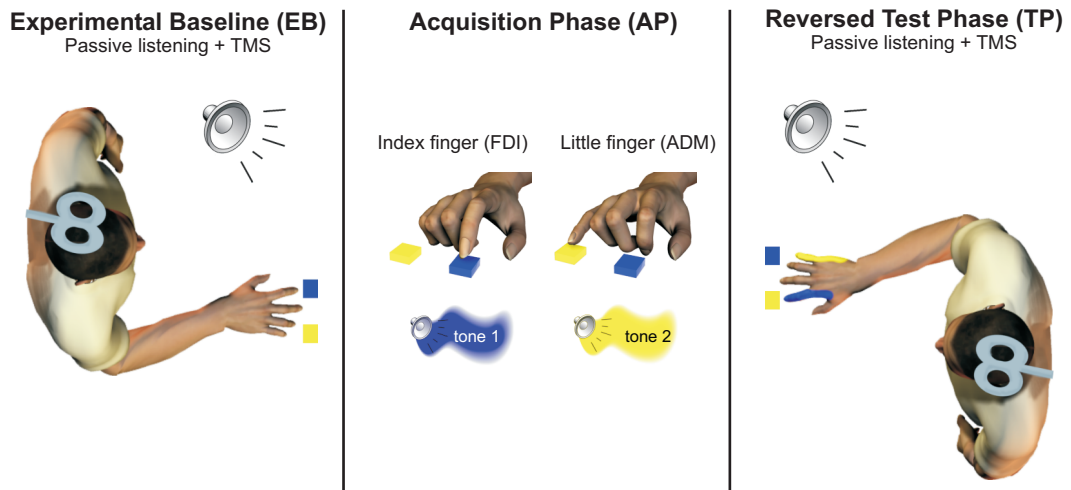 Experimental Baseline (EB)
Passive listening + TMS
Acquisition Phase (AP)
Index finger (FDI)
Little finger (ADM)
tone 1
tone 2
Reversed Test Phase (TP)
Passive listening + TMS